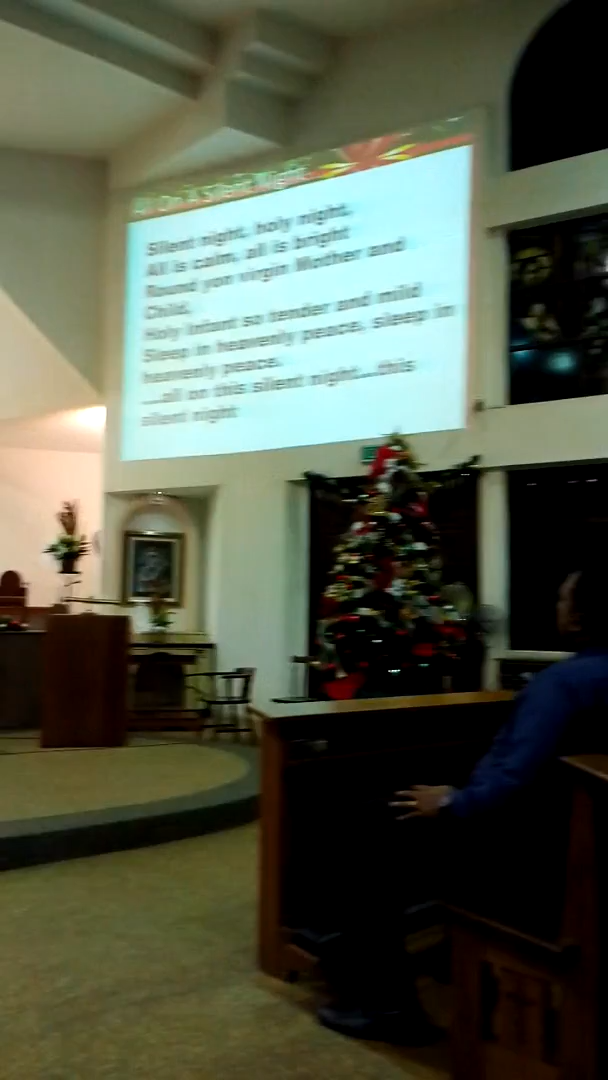 Silent Night
Silent night, holy night.
All is calm, all is bright
Round yon virgin Mother and
Child.
Holy infant so tender and mild
Sleep in heavenly peace, sleep in
heavenly peace.
....all on this silent night....this
silent night